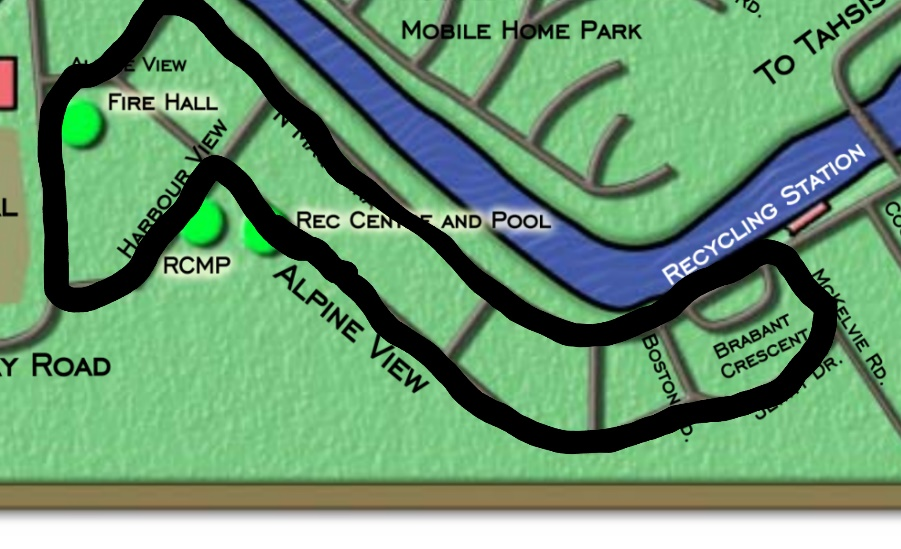 RD.
MOBILE HOME PARK
TO TAHSIS
VIEW
FIRE HALL
HARBOUR VIEW
RECYCLING STATION
REC CENTRE AND POOL
RCMP
ALPINE VIEW
MCKELVIE RD.
BOSTON
BRABANT
CRESCENT
DR.
ROAD